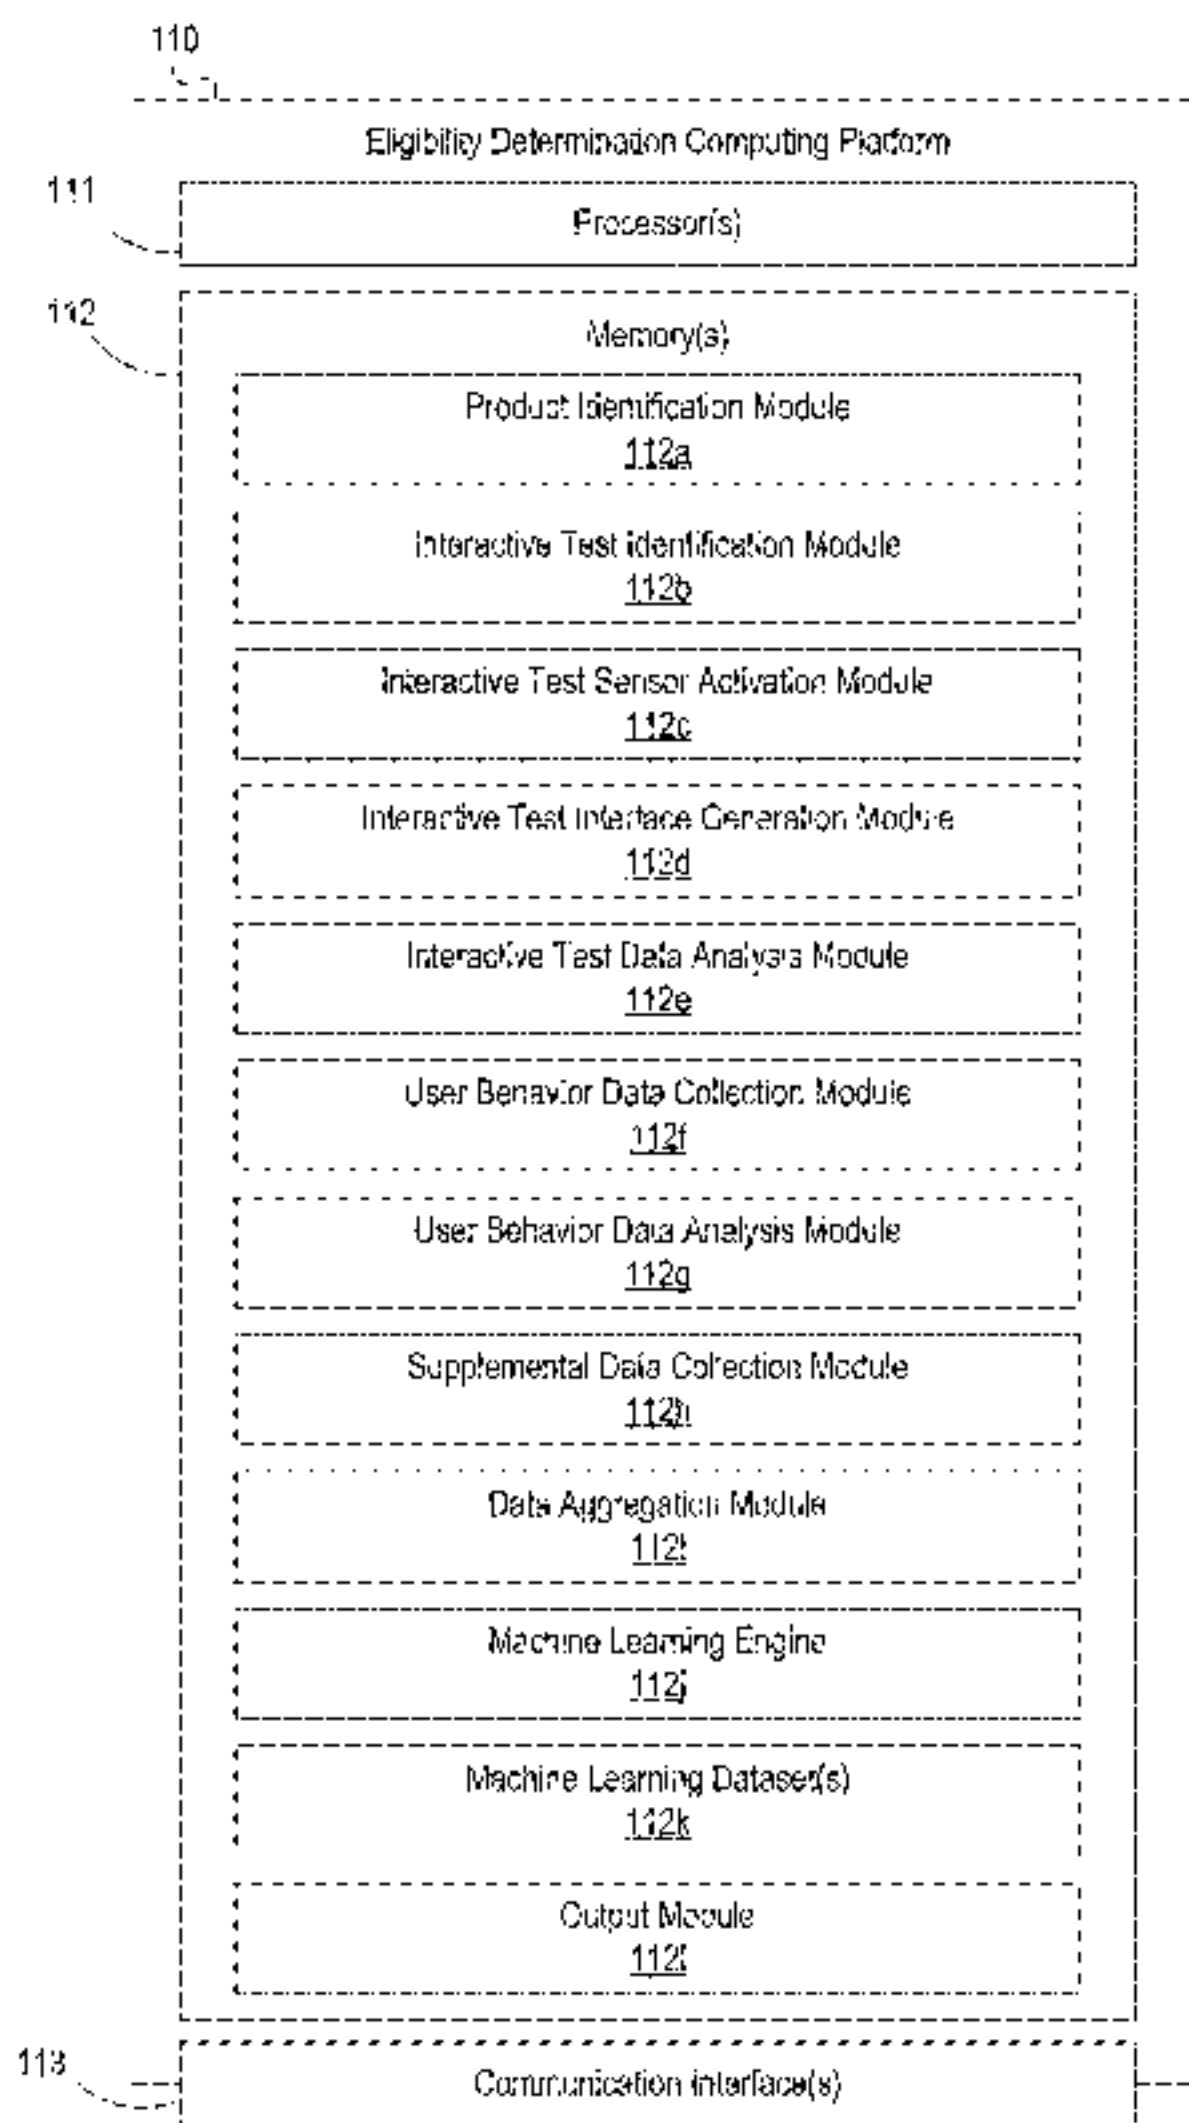 110
Eligibility Determination Computing Platform
111
Processor(s)
112
Memory(s)
Product Identification Module
112a
Interactive Test Identification Module
112b
Interactive Test Sensor Activation Module
112c
Interactive Test Interface Generation Module
112d
Interactive Test Data Analysis Module
112e
User Behavior Data Collection Module
112f
User Behavior Data Analysis Module
112g
Supplemental Data Collection Module
112h
Data Aggregation Module
112i
Machine Learning Engine
112j
Machine Learning Dataset(s)
112k
Output Module
112l
113
Communication Interface(s)